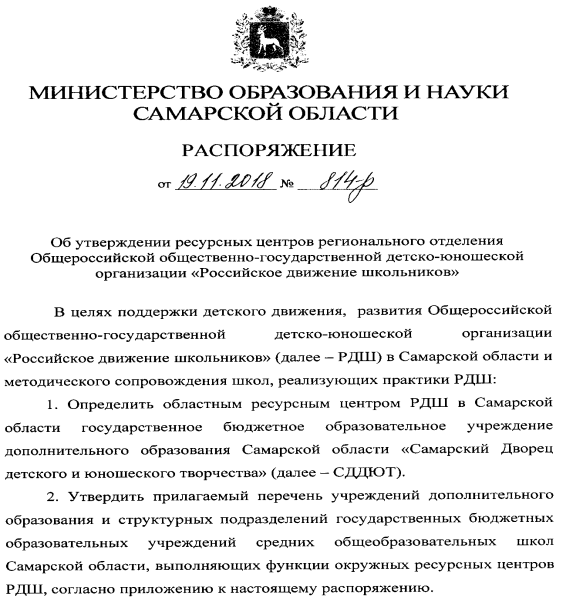 МИНИСТЕРСТВО ОБРАЗОВАНИЯ И НАУКИ
САМАРСКОЙ ОБЛАСТИ
РАСПОРЯЖЕНИЕ
от 19.11.2018 № 814-р
Об утверждении ресурсных центров регионального отделения
Общероссийской общественно-государственной детско-юношеской
организации «Российское движение школьников»
В целях поддержки детского движения, развития Общероссийской
общественно-государственной детско-юношеской организации
«Российское движение школьников» (далее – РДШ) в Самарской области и
методического сопровождения школ, реализующих практики РДШ:
1. Определить областным ресурсным центром РДШ в Самарской
области государственное бюджетное образовательное учреждение
дополнительного образования Самарской области «Самарский Дворец
детского и юношеского творчества» (далее – СДДЮТ).
2. Утвердить прилагаемый перечень учреждений дополнительного
образования и структурных подразделений государственных бюджетных
образовательных учреждений средних общеобразовательных школ
Самарской области, выполняющих функции окружных ресурсных центров
РДШ, согласно приложению к настоящему распоряжению.